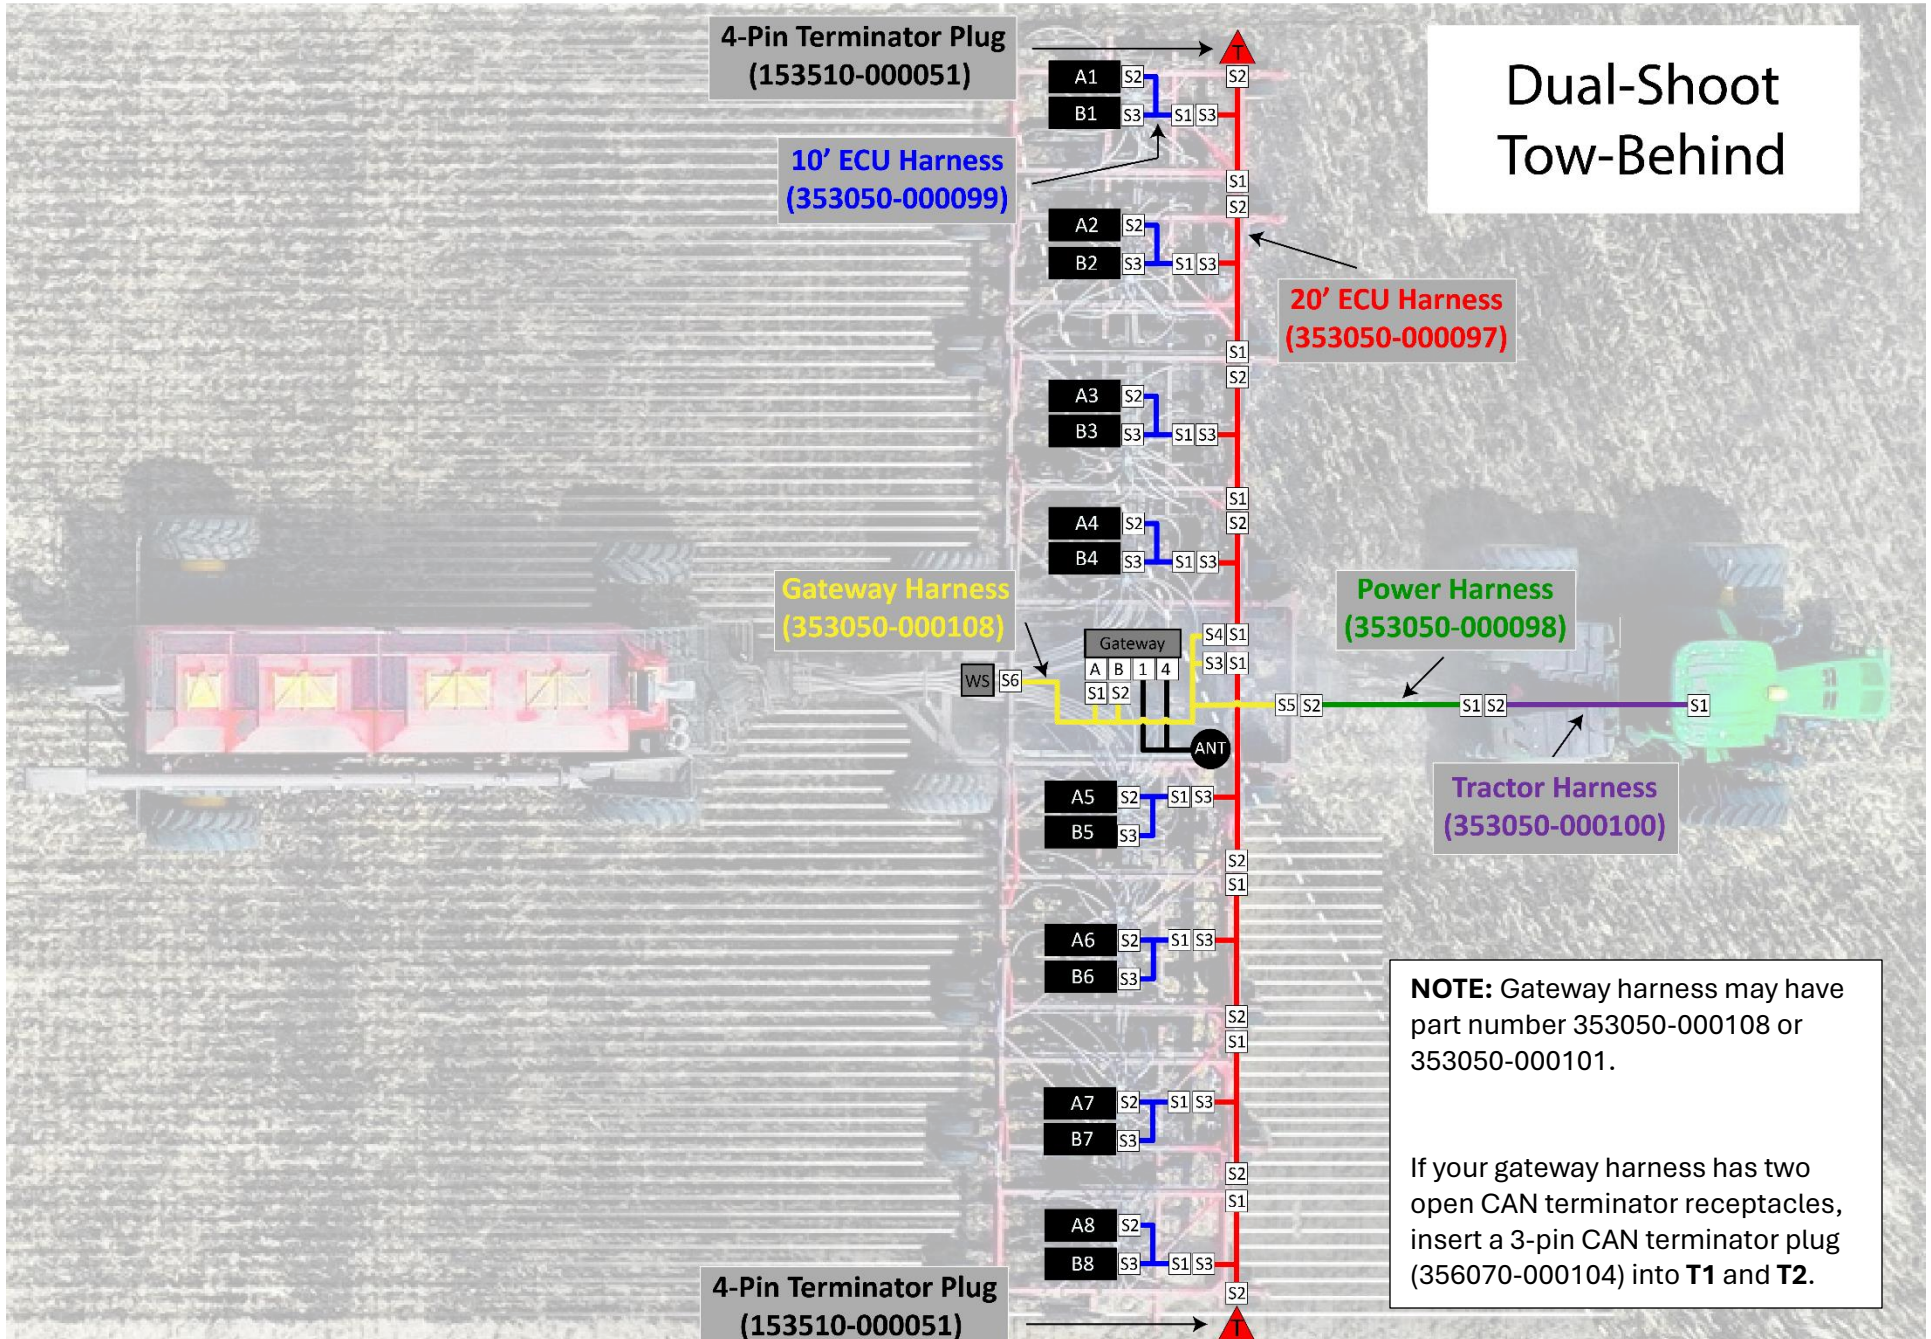 4-Pin Terminator Plug
(153510-000051)
T
Dual-Shoot
Tow-Behind
S2
A1 S2
B1 S3 S1 S3
10' ECU Harness
(353050-000099)
S1
S2
A2 S2
B2 S3 S1 S3
20' ECU Harness
(353050-000097)
S1
S2
A3 S2
B3 S3 S1 S3
S1
S2
A4 S2
B4 S3 S1 S3
Gateway Harness
(353050-000108)
Power Harness
(353050-000098)
Gateway
A B 1 4
S1 S2
S4 S1
S3 S1
WS S6
S5 S2
S1 S2
S1
ANT
Tractor Harness
(353050-000100)
A5 S2 S1 S3
B5 S3
S2
S1
A6 S2 S1 S3
B6 S3
S2
S1
A7 S2 S1 S3
B7 S3
S2
S1
A8 S2
B8 S3 S1 S3
S2
4-Pin Terminator Plug
(153510-000051)
T
NOTE: Gateway harness may have
part number 353050-000108 or
353050-000101.
If your gateway harness has two
open CAN terminator receptacles,
insert a 3-pin CAN terminator plug
(356070-000104) into T1 and T2.